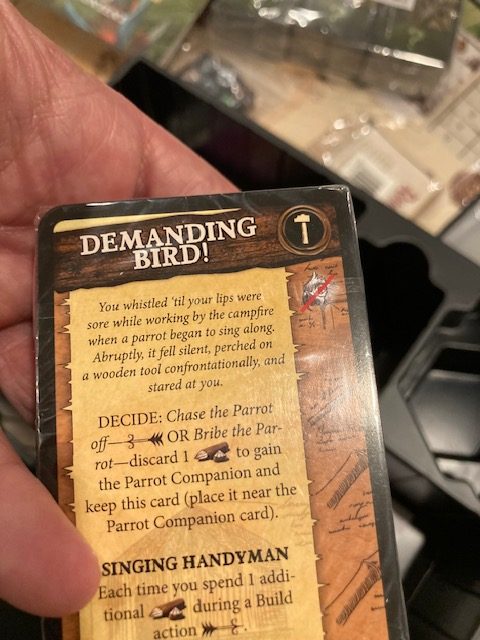 DEMANDING
BIRD!
You whistled 'til your lips were
sore while working by the campfire
when a parrot began to sing along.
Abruptly, it fell silent, perched on
a wooden tool confrontationally, and
stared at you.
DECIDE: Chase the Parrot
off OR Bribe the Par-
rot—discard 1 to gain
the Parrot Companion and
keep this card (place it near the
Parrot Companion card).
SINGING HANDYMAN
Each time you spend 1 addi-
tional during a Build
action .